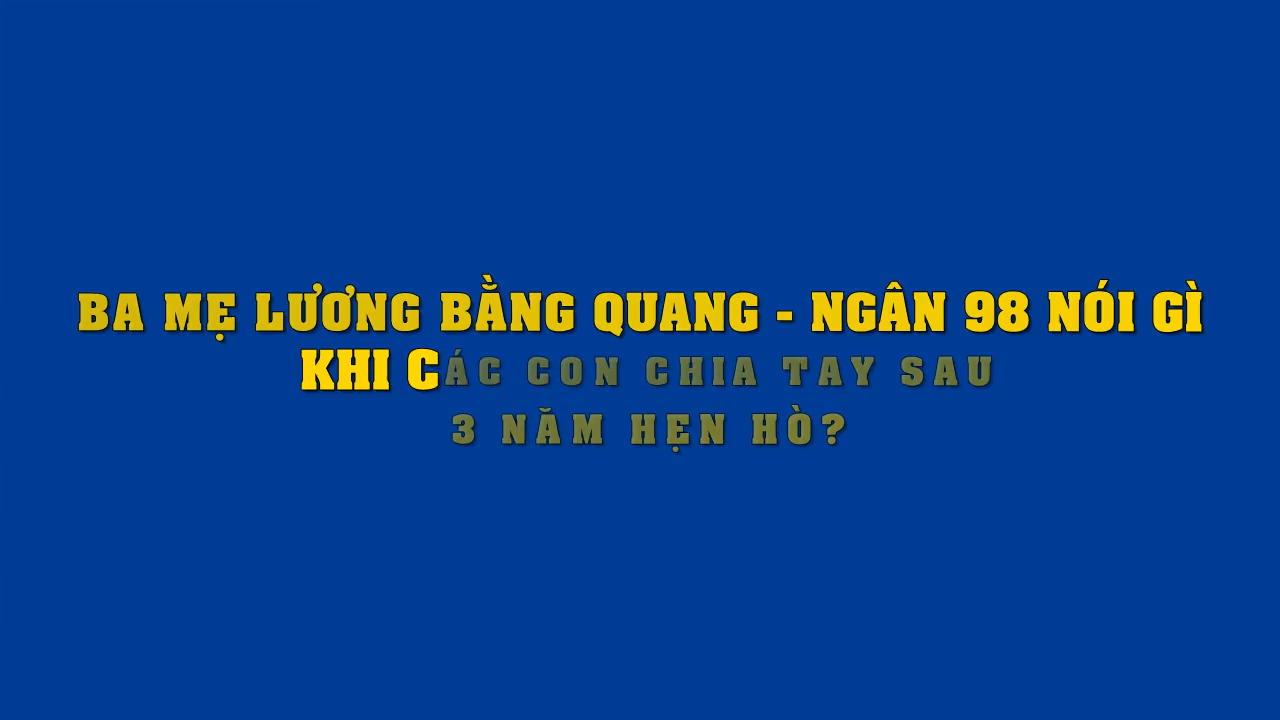 BA MẸ LƯƠNG BẰNG QUANG - NGÂN 98 NÓI GÌ
KHI CÁC CON CHIA TAY SAU
3 NĂM HẸN HÒ?